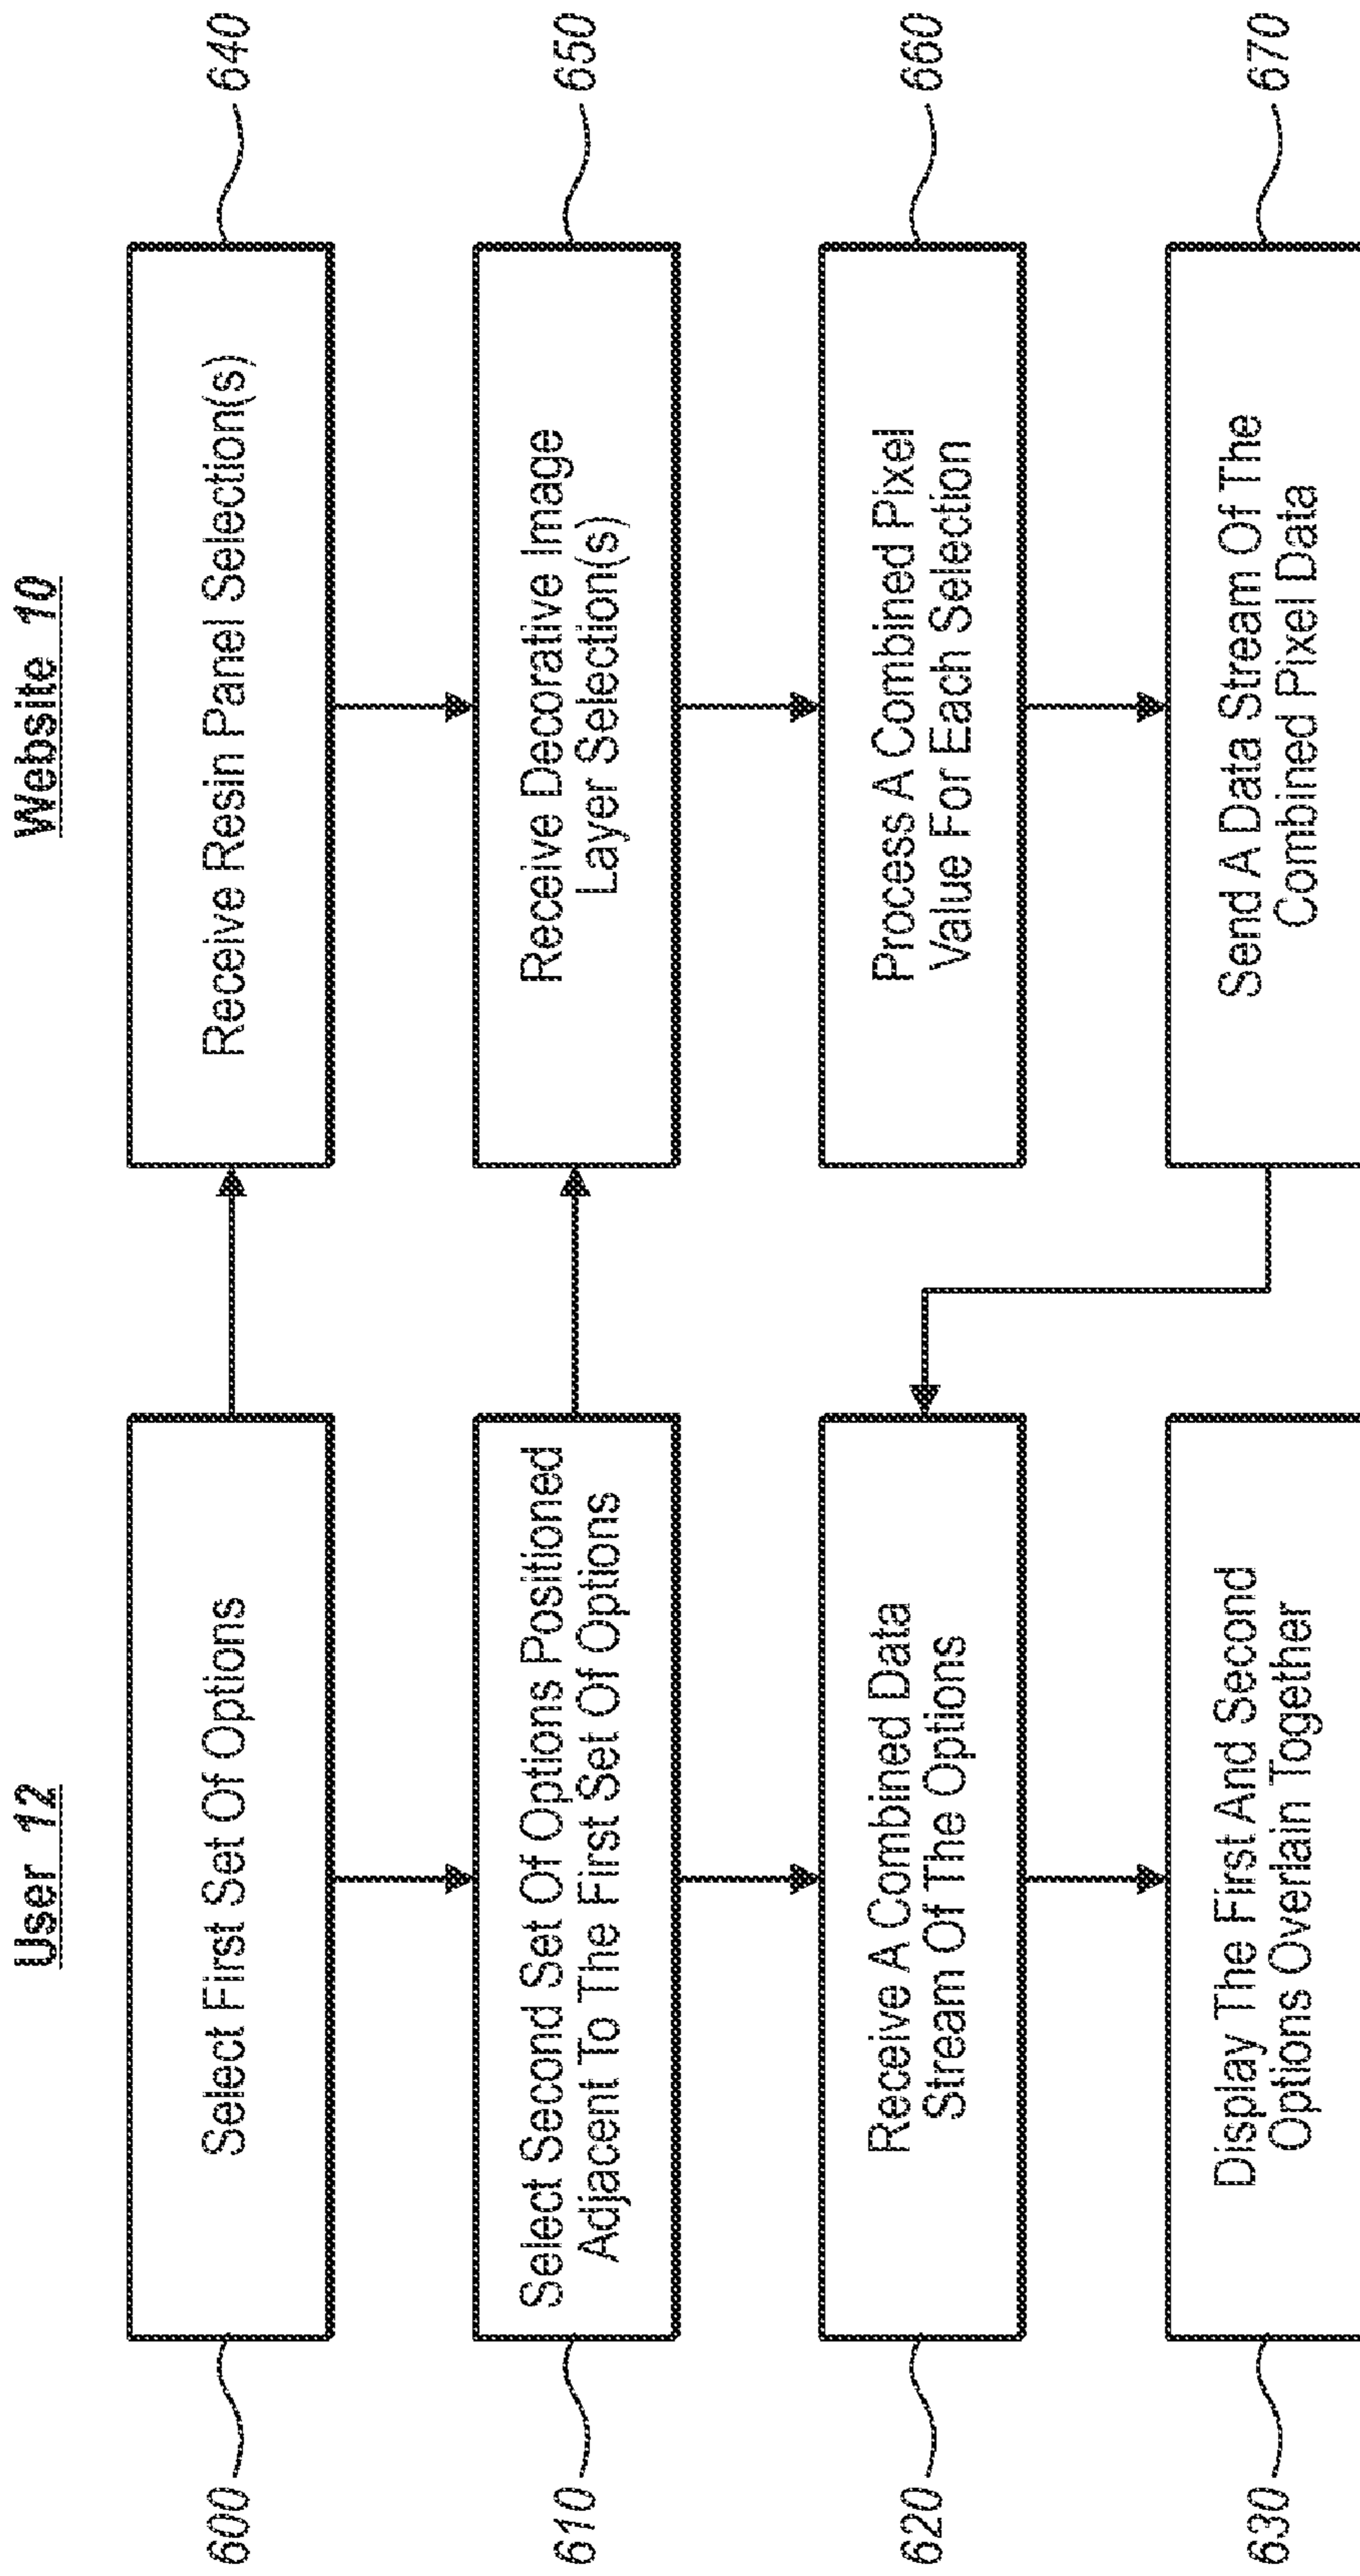 User 12
Website 10
600
Select First Set Of Options
Receive Resin Panel Selection(s)
640
610
Select Second Set Of Options Positioned
Adjacent To The First Set Of Options
Receive Decorative Image
Layer Selection(s)
650
620
Receive A Combined Data
Stream Of The Options
Process A Combined Pixel
Value For Each Selection
660
630
Display The First And Second
Options Overlain Together
Send A Data Stream Of The
Combined Pixel Data
670